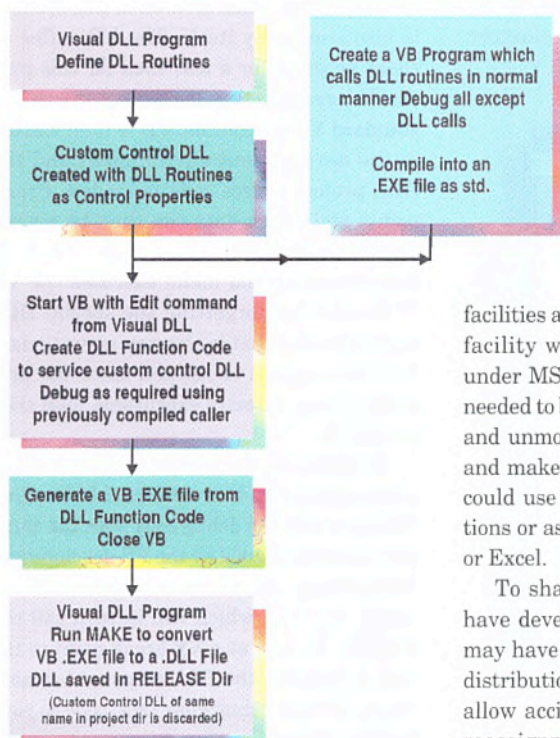 Visual DLL Program
Define DLL Routines
Custom Control DLL
Created with DLL Routines
as Control Properties
Create a VB Program which
calls DLL routines in normal
manner Debug all except
DLL calls
Compile into an
.EXE file as std.
Start VB with Edit command
from Visual DLL
Create DLL Function Code
to service custom control DLL
Debug as required using
previously compiled caller
Generate a VB .EXE file from
DLL Function Code
Close VB
Visual DLL Program
Run MAKE to convert
VB .EXE file to a .DLL File
DLL saved in RELEASE Dir
(Custom Control DLL of same
name in project dir is discarded)
facilities a
facility w
under MS
needed to b
and unmo
and make
could use
tions or as
or Excel.
To sha
have deve
may have
distributio
allow acci